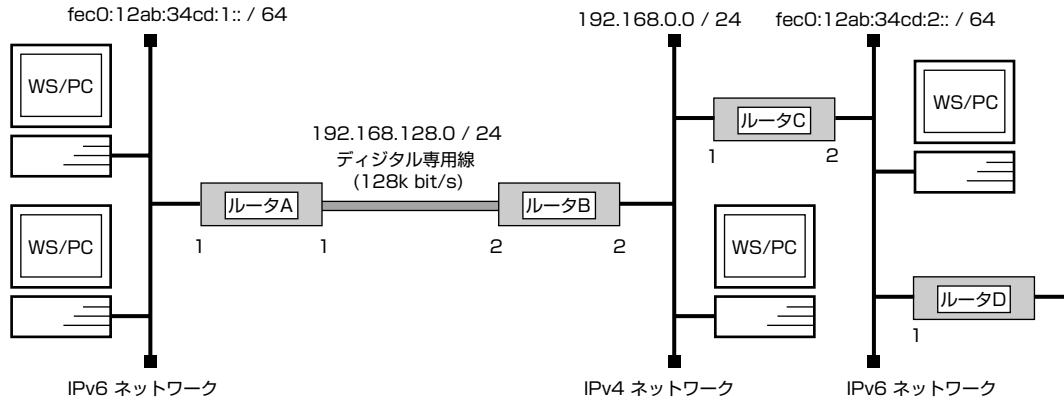 fec0:12ab:34cd:1:: / 64
192.168.0.0 / 24
fec0:12ab:34cd:2:: / 64
WS/PC
WS/PC
ルータC
1
2
192.168.128.0 / 24
ディジタル専用線
(128k bit/s)
ルータA
ルータB
1
1
2
2
WS/PC
WS/PC
ルータD
1
IPv6 ネットワーク
IPv4 ネットワーク
IPv6 ネットワーク